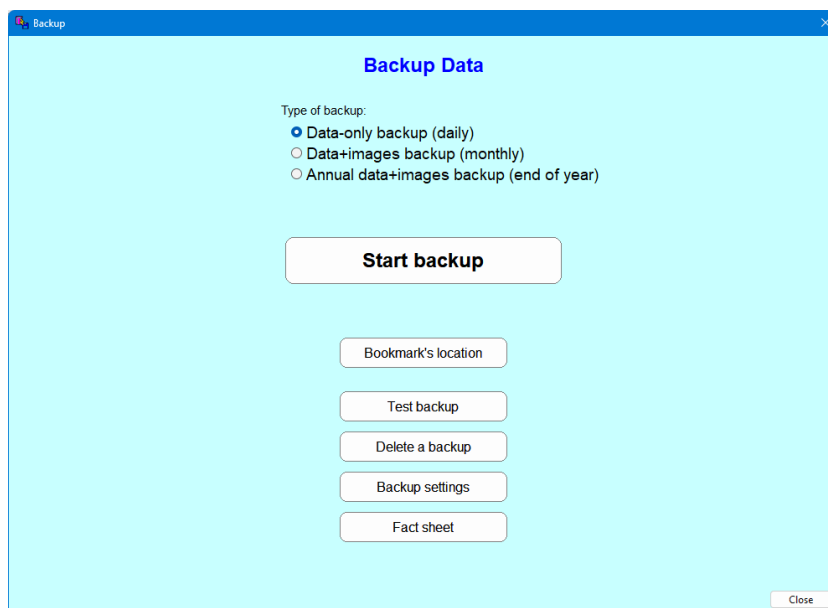 Backup
Backup Data
Type of backup:
Data-only backup (daily)
Data+images backup (monthly)
Annual data+images backup (end of year)
Start backup
Bookmark's location
Test backup
Delete a backup
Backup settings
Fact sheet
Close